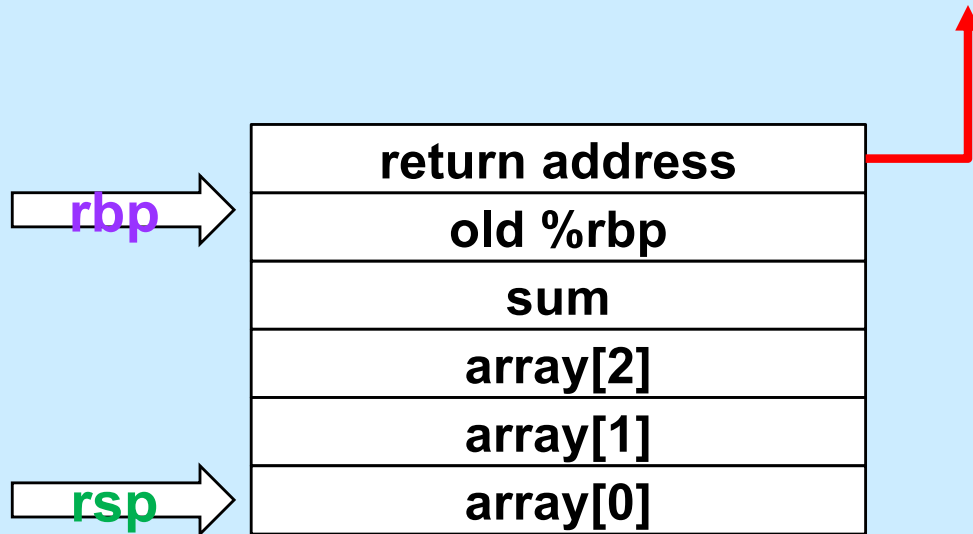 return address
rbp
old %rbp
sum
array[2]
array[1]
rsp
array[0]